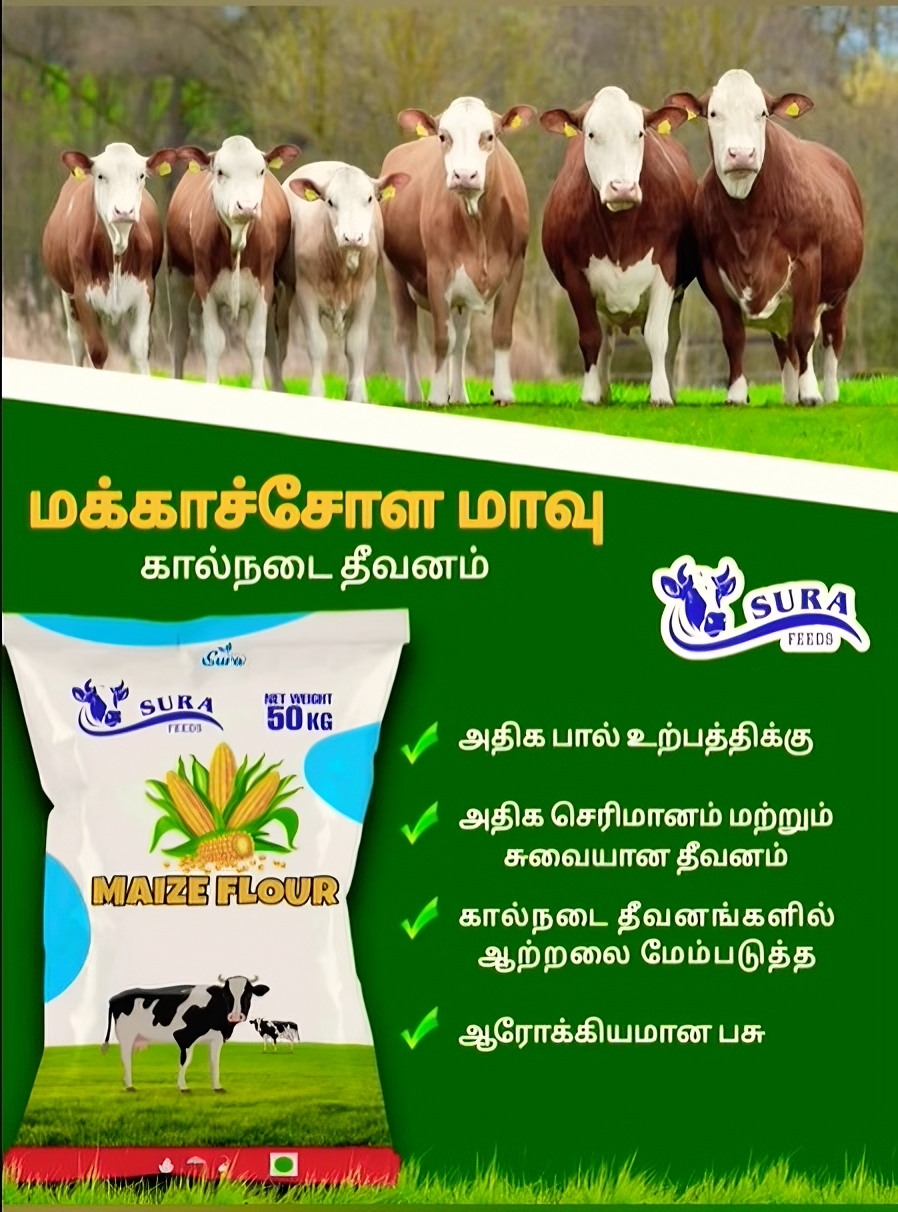 மக்காச்சோள மாவு
கால்நடை தீவனம்
SURA
FEEDS
Sura
SURA
FEEDS
NET WEIGHT
50 KG
MAIZE FLOUR
அதிக பால் உற்பத்திக்கு
அதிக செரிமானம் மற்றும்
சுவையான தீவனம்
கால்நடை தீவனங்களில்
ஆற்றலை மேம்படுத்த
ஆரோக்கியமான பசு